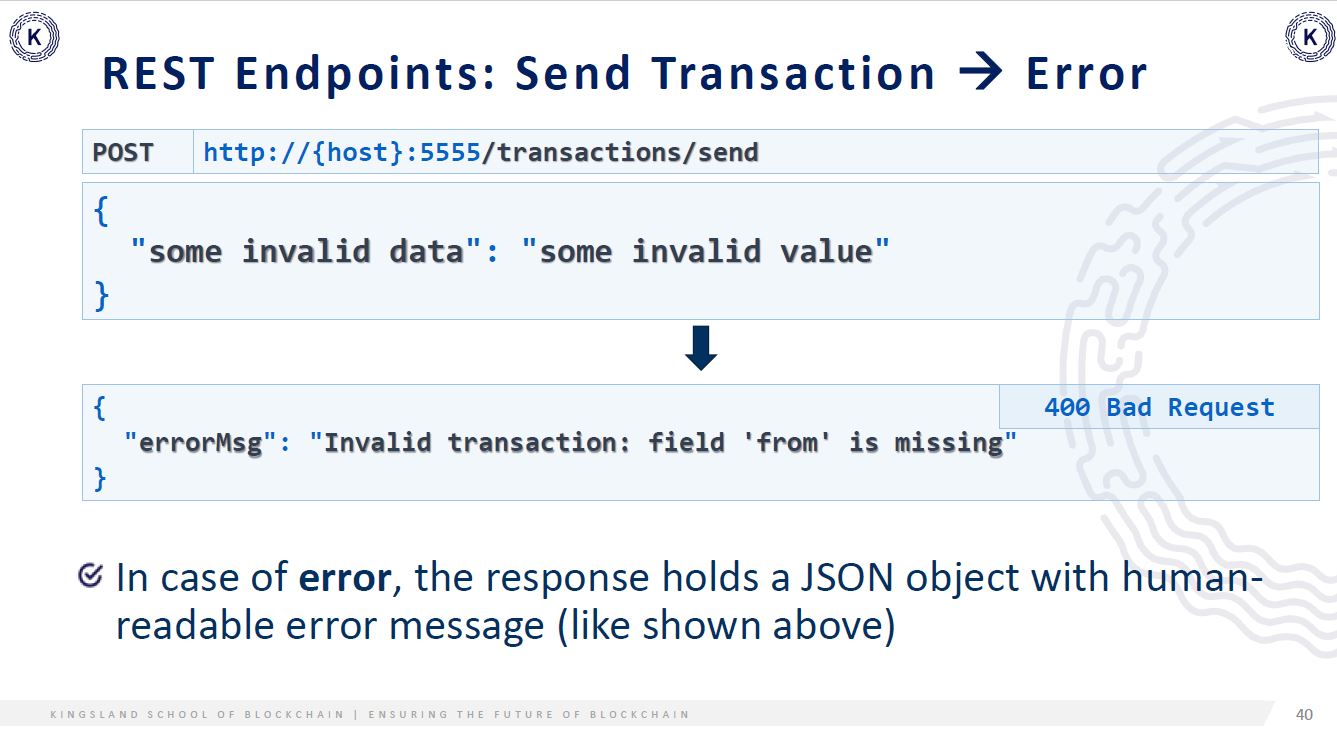 K
K
REST Endpoints: Send Transaction → Error
POST http://{host}:5555/transactions/send
{
"some invalid data": "some invalid value"
}
400 Bad Request
{
"errorMsg": "Invalid transaction: field 'from' is missing"
}
In case of error, the response holds a JSON object with human-
readable error message (like shown above)
KINGSLAND SCHOOL OF BLOCKCHAIN | ENSURING THE FUTURE OF BLOCKCHAIN
40